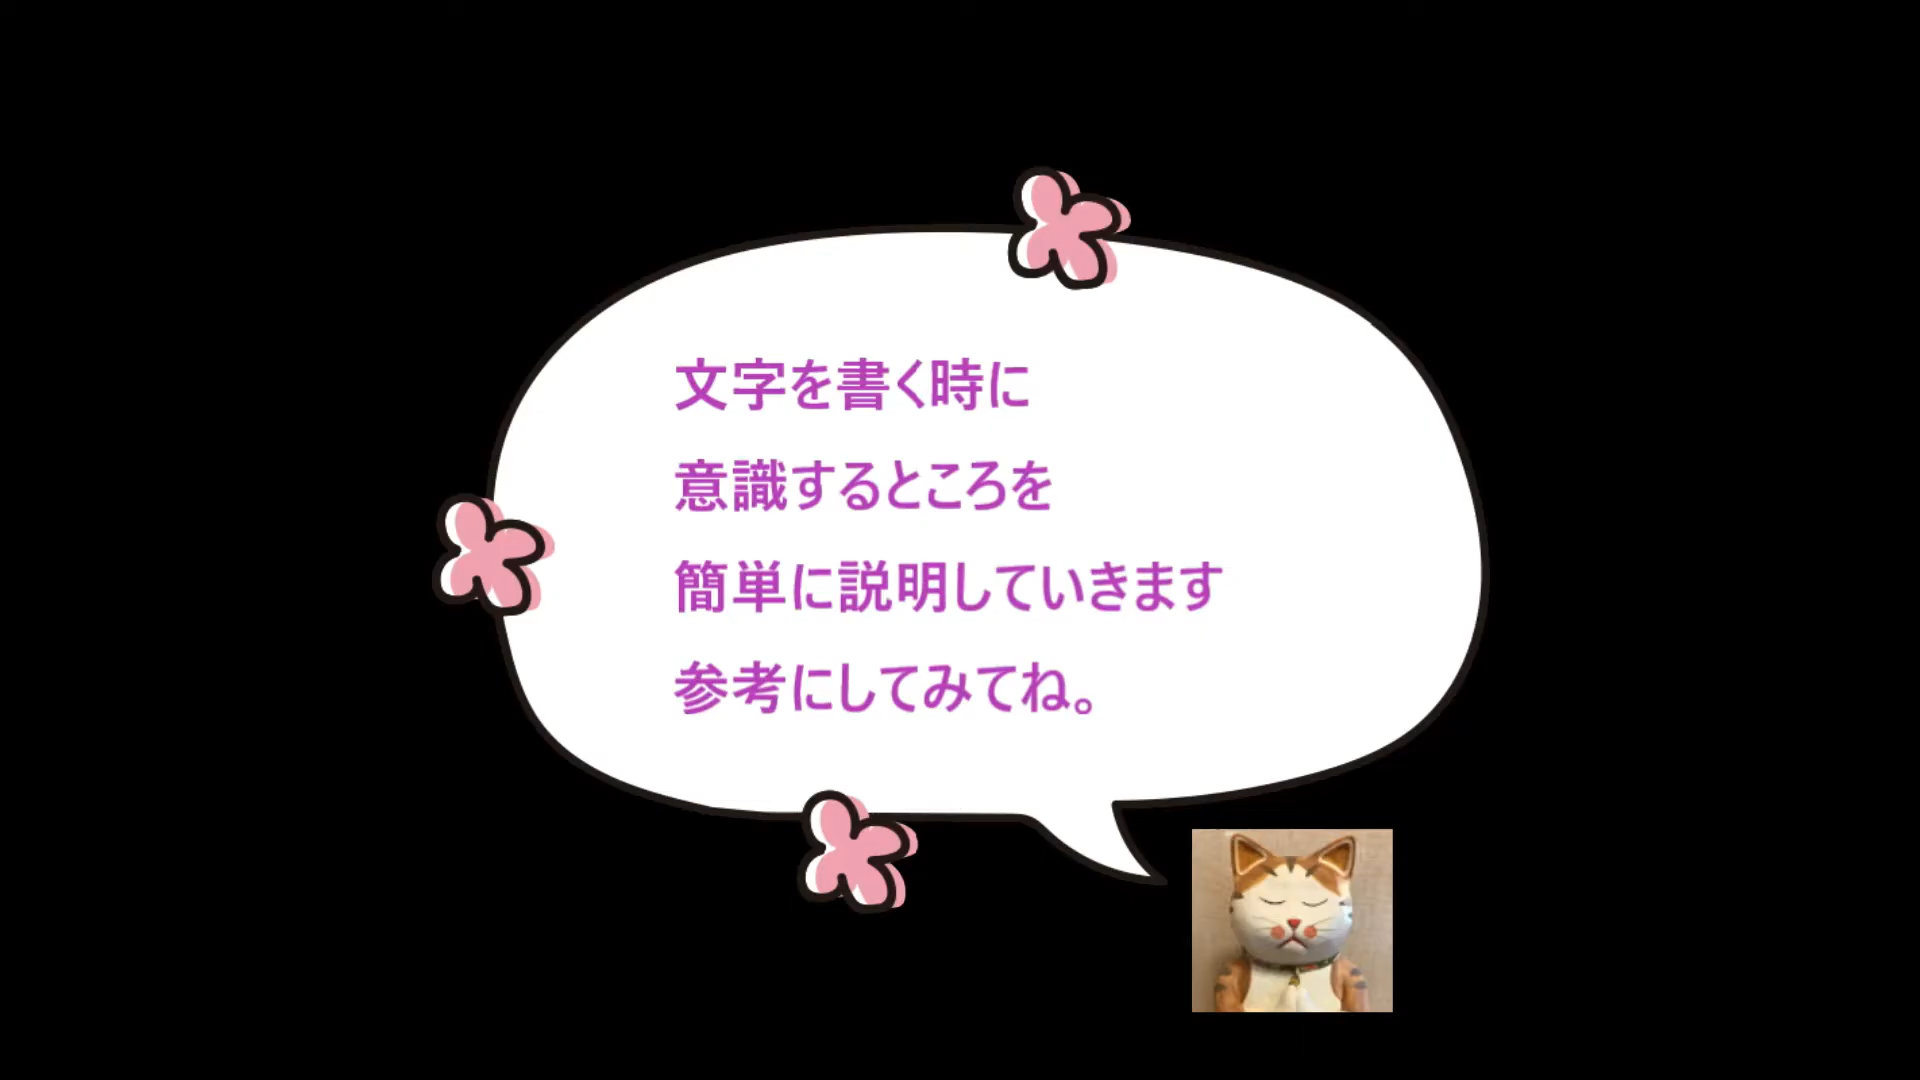 文字を書く時に
意識するところを
簡単に説明していきます
参考にしてみてね。